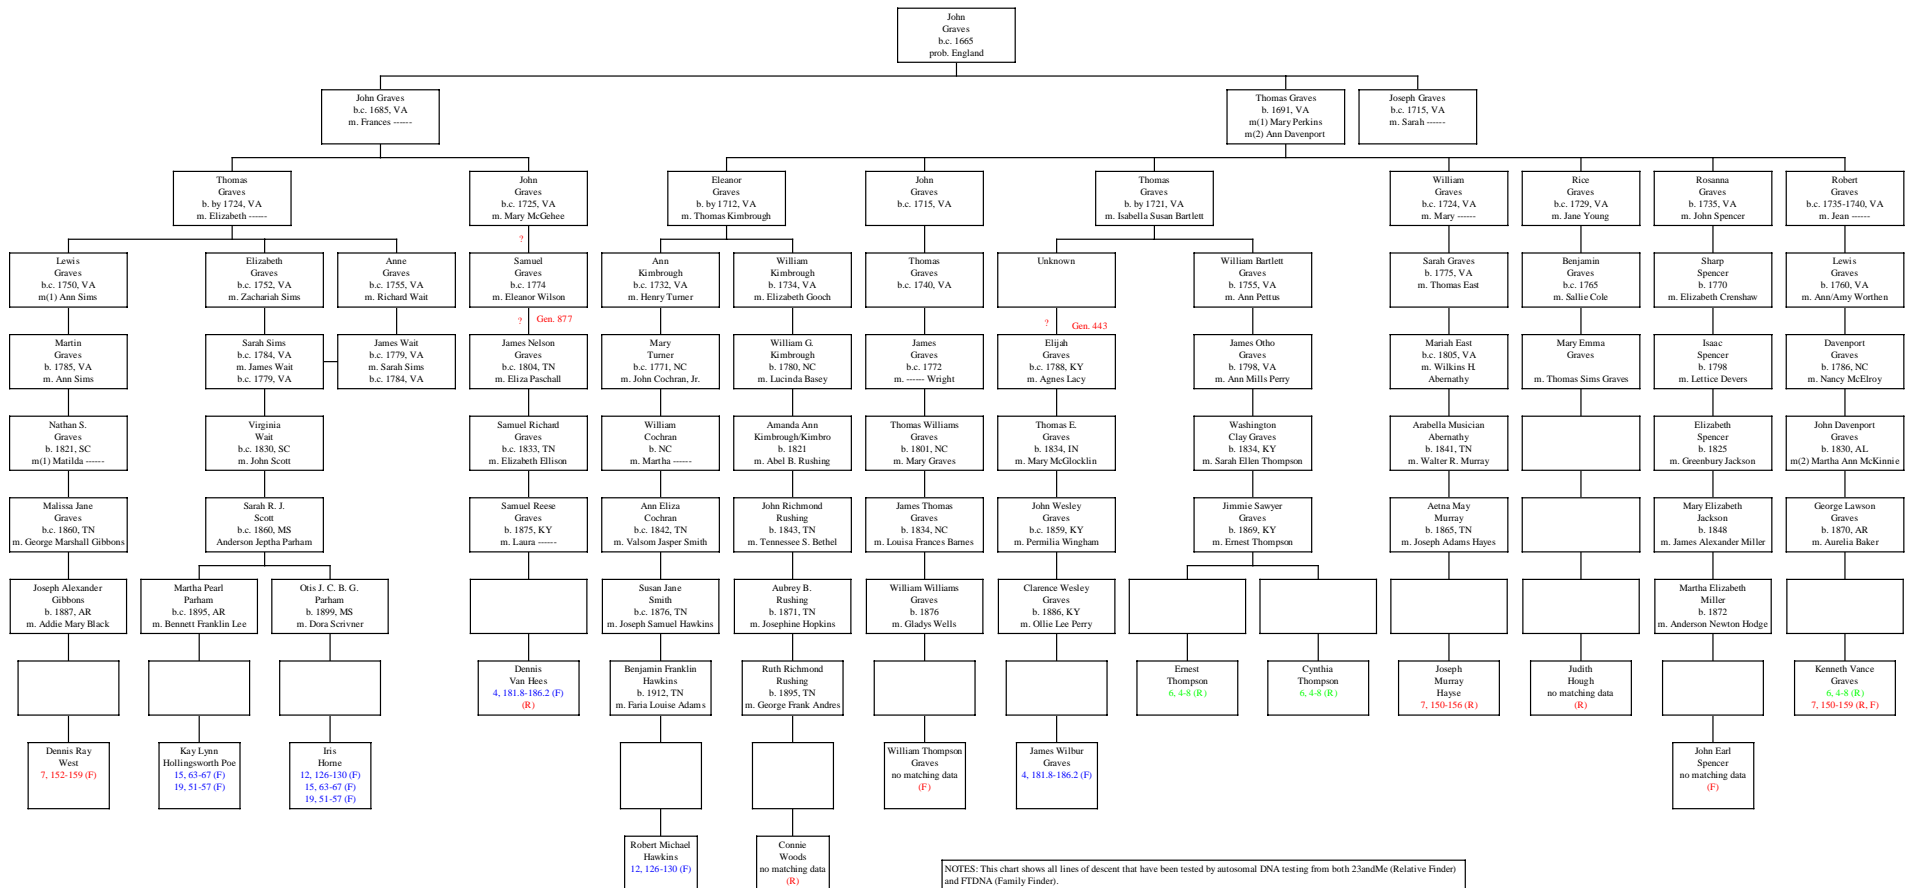 John
Graves
b.c. 1665
prob. England
John Graves
b.c. 1685, VA
m. Frances ------
Thomas Graves
b. 1691, VA
m(1) Mary Perkins
m(2) Ann Davenport
Joseph Graves
b.c. 1715, VA
m. Sarah ------
Thomas
Graves
b. by 1724, VA
m. Elizabeth ------
John
Graves
b.c. 1725, VA
m. Mary McGehee
Eleanor
Graves
b. by 1712, VA
m. Thomas Kimbrough
John
Graves
b.c. 1715, VA
Thomas
Graves
b. by 1721, VA
m. Isabella Susan Bartlett
William
Graves
b.c. 1724, VA
m. Mary ------
Rice
Graves
b.c. 1729, VA
m. Jane Young
Rosanna
Graves
b. 1735, VA
m. John Spencer
Robert
Graves
b.c. 1735-1740, VA
m. Jean ------
?
Lewis
Graves
b.c. 1750, VA
m(1) Ann Sims
Elizabeth
Graves
b.c. 1752, VA
m. Zachariah Sims
Anne
Graves
b.c. 1755, VA
m. Richard Wait
Samuel
Graves
b.c. 1774
m. Eleanor Wilson
Ann
Kimbrough
b.c. 1732, VA
m. Henry Turner
William
Kimbrough
b. 1734, VA
m. Elizabeth Gooch
Thomas
Graves
b.c. 1740, VA
Unknown
William Bartlett
Graves
b. 1755, VA
m. Ann Pettus
Sarah Graves
b. 1775, VA
m. Thomas East
Benjamin
Graves
b.c. 1765
m. Sallie Cole
Sharp
Spencer
b. 1770
m. Elizabeth Crenshaw
Lewis
Graves
b. 1760, VA
m. Ann/Amy Worthen
? Gen. 877
? Gen. 443
Martin
Graves
b. 1785, VA
m. Ann Sims
Sarah Sims
b.c. 1784, VA
m. James Wait
b.c. 1779, VA
James Wait
b.c. 1779, VA
m. Sarah Sims
b.c. 1784, VA
James Nelson
Graves
b.c. 1804, TN
m. Eliza Paschall
Mary
Turner
b.c. 1771, NC
m. John Cochran, Jr.
William G.
Kimbrough
b. 1780, NC
m. Lucinda Basey
James
Graves
b.c. 1772
m. ------ Wright
Elijah
Graves
b.c. 1788, KY
m. Agnes Lacy
James Otho
Graves
b. 1798, VA
m. Ann Mills Perry
Mariah East
b.c. 1805, VA
m. Wilkins H.
Abernathy
Mary Emma
Graves
m. Thomas Sims Graves
Isaac
Spencer
b. 1798
m. Lettice Devers
Davenport
Graves
b. 1786, NC
m. Nancy McElroy
Nathan S.
Graves
b. 1821, SC
m(1) Matilda ------
Virginia
Wait
b.c. 1830, SC
m. John Scott
Samuel Richard
Graves
b.c. 1833, TN
m. Elizabeth Ellison
William
Cochran
b. NC
m. Martha ------
Amanda Ann
Kimbrough/Kimbro
b. 1821
m. Abel B. Rushing
Thomas Williams
Graves
b. 1801, NC
m. Mary Graves
Thomas E.
Graves
b. 1834, IN
m. Mary McGlocklin
Washington
Clay Graves
b. 1834, KY
m. Sarah Ellen Thompson
Arabella Musician
Abernathy
b. 1841, TN
m. Walter R. Murray
Elizabeth
Spencer
b. 1825
m. Greenbury Jackson
John Davenport
Graves
b. 1830, AL
m(2) Martha Ann McKinnie
Malissa Jane
Graves
b.c. 1860, TN
m. George Marshall Gibbons
Sarah R. J.
Scott
b.c. 1860, MS
Anderson Jeptha Parham
Samuel Reese
Graves
b. 1875, KY
m. Laura ------
Ann Eliza
Cochran
b.c. 1842, TN
m. Valsom Jasper Smith
John Richmond
Rushing
b. 1843, TN
m. Tennessee S. Bethel
James Thomas
Graves
b. 1834, NC
m. Louisa Frances Barnes
John Wesley
Graves
b.c. 1859, KY
m. Permilia Wingham
Jimmie Sawyer
Graves
b. 1869, KY
m. Ernest Thompson
Aetna May
Murray
b. 1865, TN
m. Joseph Adams Hayes
Mary Elizabeth
Jackson
b. 1848
m. James Alexander Miller
George Lawson
Graves
b. 1870, AR
m. Aurelia Baker
Joseph Alexander
Gibbons
b. 1887, AR
m. Addie Mary Black
Martha Pearl
Parham
b.c. 1895, AR
m. Bennett Franklin Lee
Otis J. C. B. G.
Parham
b. 1899, MS
m. Dora Scrivner
Susan Jane
Smith
b.c. 1876, TN
m. Joseph Samuel Hawkins
Aubrey B.
Rushing
b. 1871, TN
m. Josephine Hopkins
William Williams
Graves
b. 1876
m. Gladys Wells
Clarence Wesley
Graves
b. 1886, KY
m. Ollie Lee Perry
Martha Elizabeth
Miller
b. 1872
m. Anderson Newton Hodge
Dennis
Van Hees
4, 181.8-186.2 (F)
(R)
Benjamin Franklin
Hawkins
b. 1912, TN
m. Faria Louise Adams
Ruth Richmond
Rushing
b. 1895, TN
m. George Frank Andres
Ernest
Thompson
6, 4-8 (R)
Cynthia
Thompson
6, 4-8 (R)
Joseph
Murray
Hayse
7, 150-156 (R)
Judith
Hough
no matching data
(R)
Kenneth Vance
Graves
6, 4-8 (R)
7, 150-159 (R, F)
Dennis Ray
West
7, 152-159 (F)
Kay Lynn
Hollingsworth Poe
15, 63-67 (F)
19, 51-57 (F)
Iris
Horne
12, 126-130 (F)
15, 63-67 (F)
19, 51-57 (F)
William Thompson
Graves
no matching data
(F)
James Wilbur
Graves
4, 181.8-186.2 (F)
John Earl
Spencer
no matching data
(F)
Robert Michael
Hawkins
12, 126-130 (F)
Connie
Woods
no matching data
(R)
NOTES: This chart shows all lines of descent that have been tested by autosomal DNA testing from both 23andMe (Relative Finder)
and FTDNA (Family Finder).